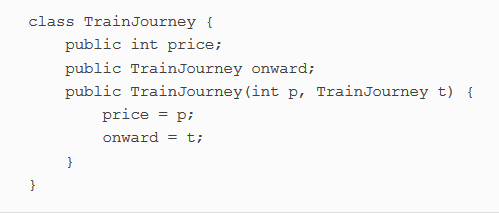 class TrainJourney {
    public int price;
    public TrainJourney onward;
    public TrainJourney(int p, TrainJourney t) {
        price = p;
        onward = t;
    }
}